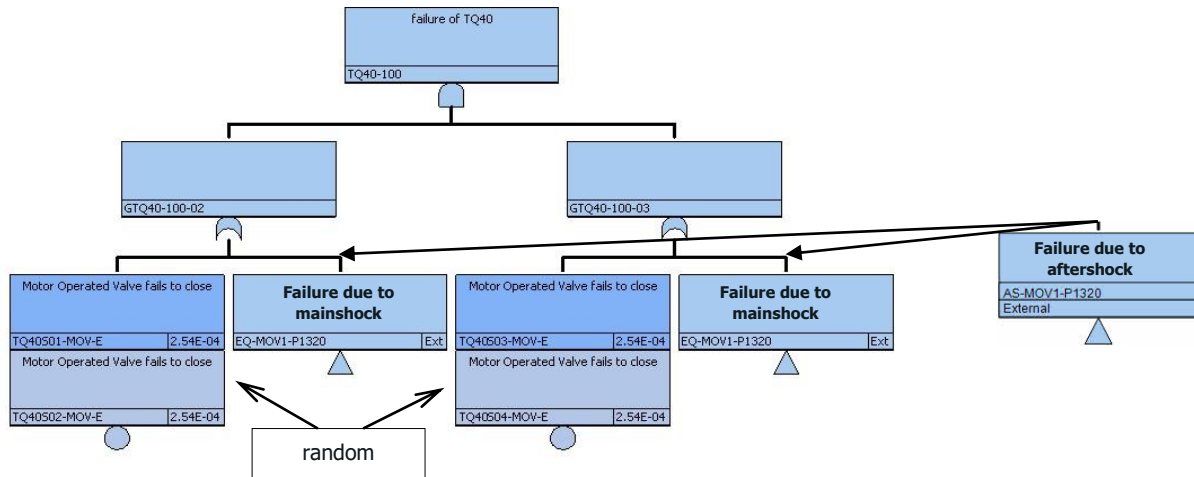 failure of TQ40
TQ40-100
GTQ40-100-02
GTQ40-100-03
Motor Operated Valve fails to close
TQ40S01-MOV-E 2.54E-04
Motor Operated Valve fails to close
TQ40S02-MOV-E 2.54E-04
Failure due to
mainshock
EQ-MOV1-P1320 Ext
Motor Operated Valve fails to close
TQ40S03-MOV-E 2.54E-04
Motor Operated Valve fails to close
TQ40S04-MOV-E 2.54E-04
Failure due to
mainshock
EQ-MOV1-P1320 Ext
Failure due to
aftershock
AS-MOV1-P1320
External
random